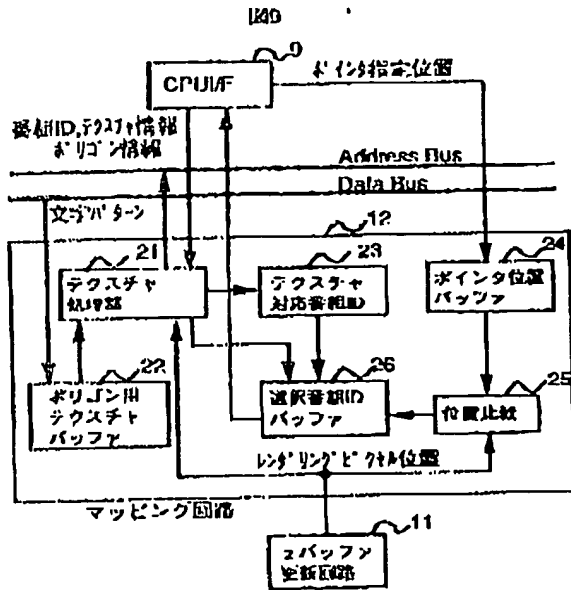 9
CPUI/F
ポインタ指定位置
番組ID,テクスチャ情報
ポリゴン情報
Address Bus
Data Bus
文字パターン
12
21
テクスチャ
処理器
23
テクスチャ
対応番組ID
24
ポインタ位置
バッファ
22
ポリゴン用
テクスチャ
バッファ
26
選択番組ID
バッファ
25
位置比較
レンダリングピクセル位置
マッピング回路
11
zバッファ
更新回路